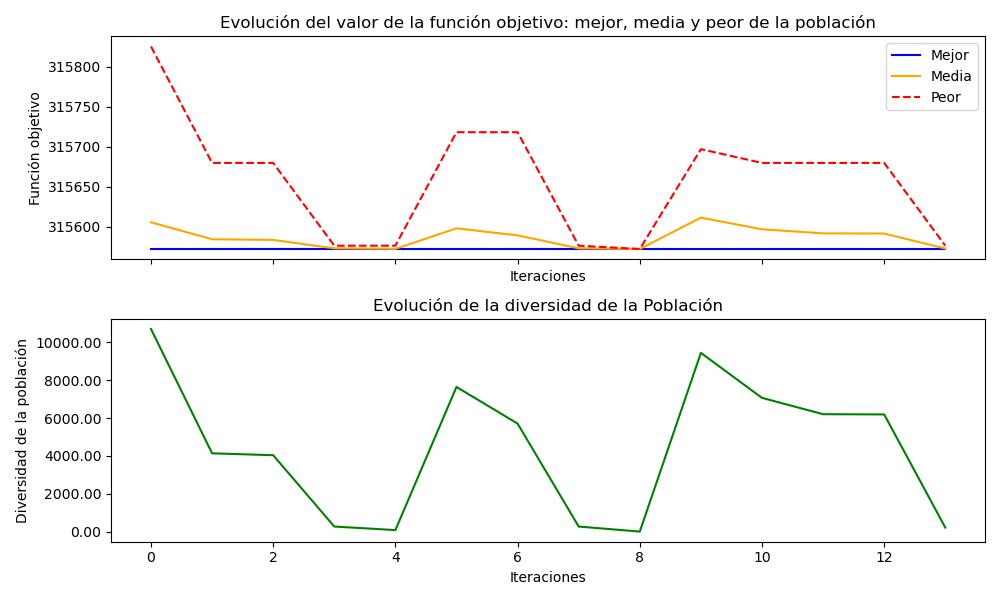 Evolución del valor de la función objetivo: mejor, media y peor de la población
Función objetivo
315800
315750
315700
315650
315600
Mejor
Media
Peor
Iteraciones
Evolución de la diversidad de la Población
Diversidad de la población
10000.00
8000.00
6000.00
4000.00
2000.00
0.00
0 2 4 6 8 10 12
Iteraciones